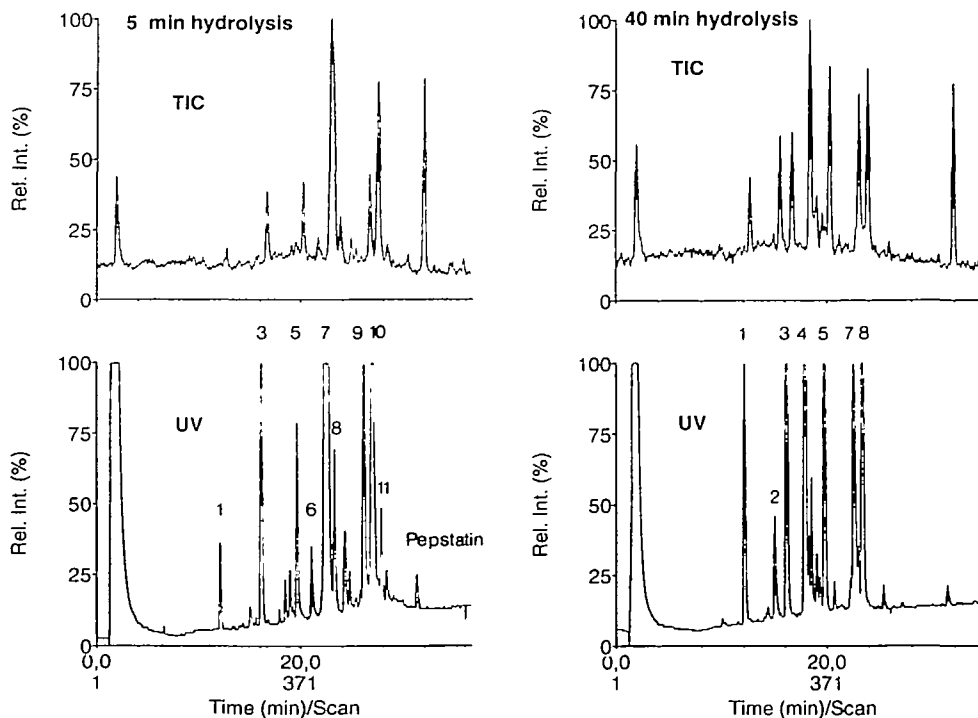 5 min hydrolysis
TIC
Rel. Int. (%)
100
75
50
25
0
40 min hydrolysis
TIC
Rel. Int. (%)
100
75
50
25
0
3 5 7 9 10
UV
1
6
8
11
Pepstatin
Rel. Int. (%)
100
75
50
25
0
0,0 20,0
1 371
Time (min)/Scan
1 3 4 5 7 8
UV
2
Rel. Int. (%)
100
75
50
25
0
0,0 20,0
1 371
Time (min)/Scan